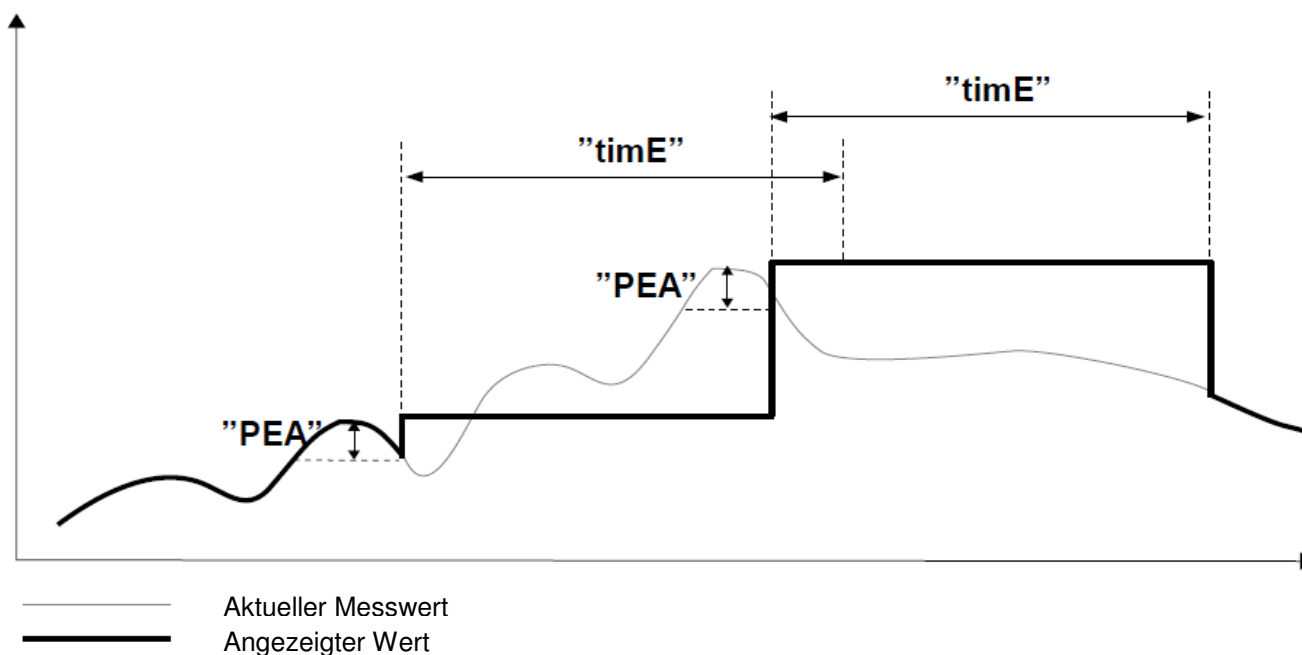 ”timE”
”timE”
”PEA”
”PEA”
Aktueller Messwert
Angezeigter Wert